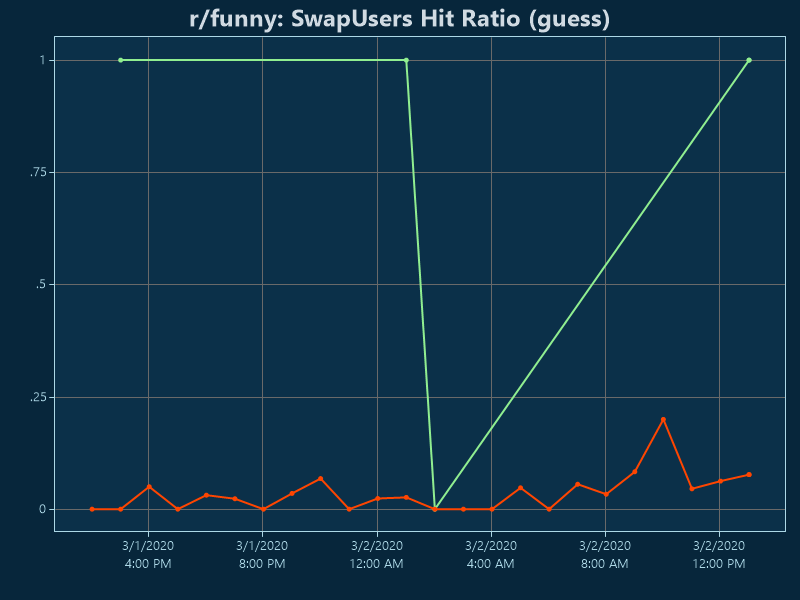 r/funny: SwapUsers Hit Ratio (guess)
1
.75
.5
.25
0
3/1/2020 3/1/2020 3/2/2020 3/2/2020 3/2/2020 3/2/2020
4:00 PM 8:00 PM 12:00 AM 4:00 AM 8:00 AM 12:00 PM